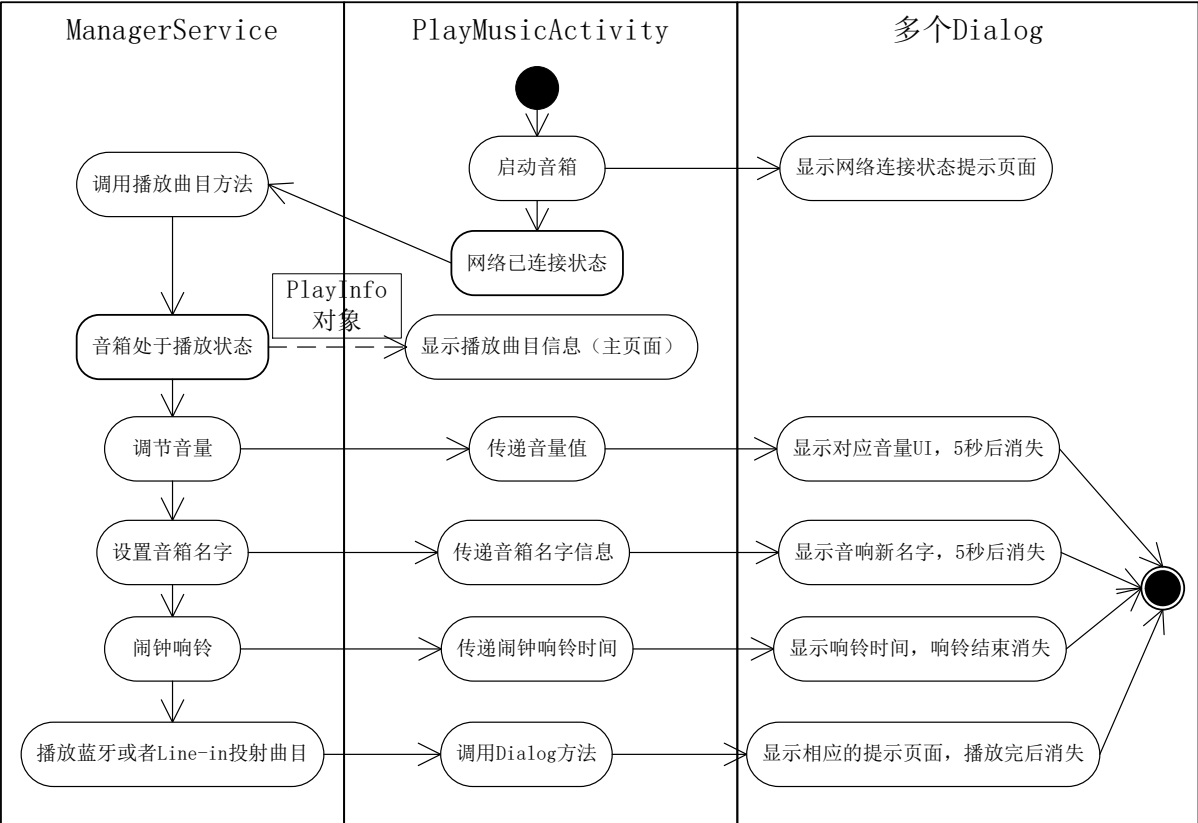 ManagerService
PlayMusicActivity
多个Dialog
启动音箱
显示网络连接状态提示页面
调用播放曲目方法
网络已连接状态
PlayInfo
对象
音箱处于播放状态
显示播放曲目信息（主页面）
调节音量
传递音量值
显示对应音量UI，5秒后消失
设置音箱名字
传递音箱名字信息
显示音响新名字，5秒后消失
闹钟响铃
传递闹钟响铃时间
显示响铃时间，响铃结束消失
播放蓝牙或者Line-in投射曲目
调用Dialog方法
显示相应的提示页面，播放完后消失